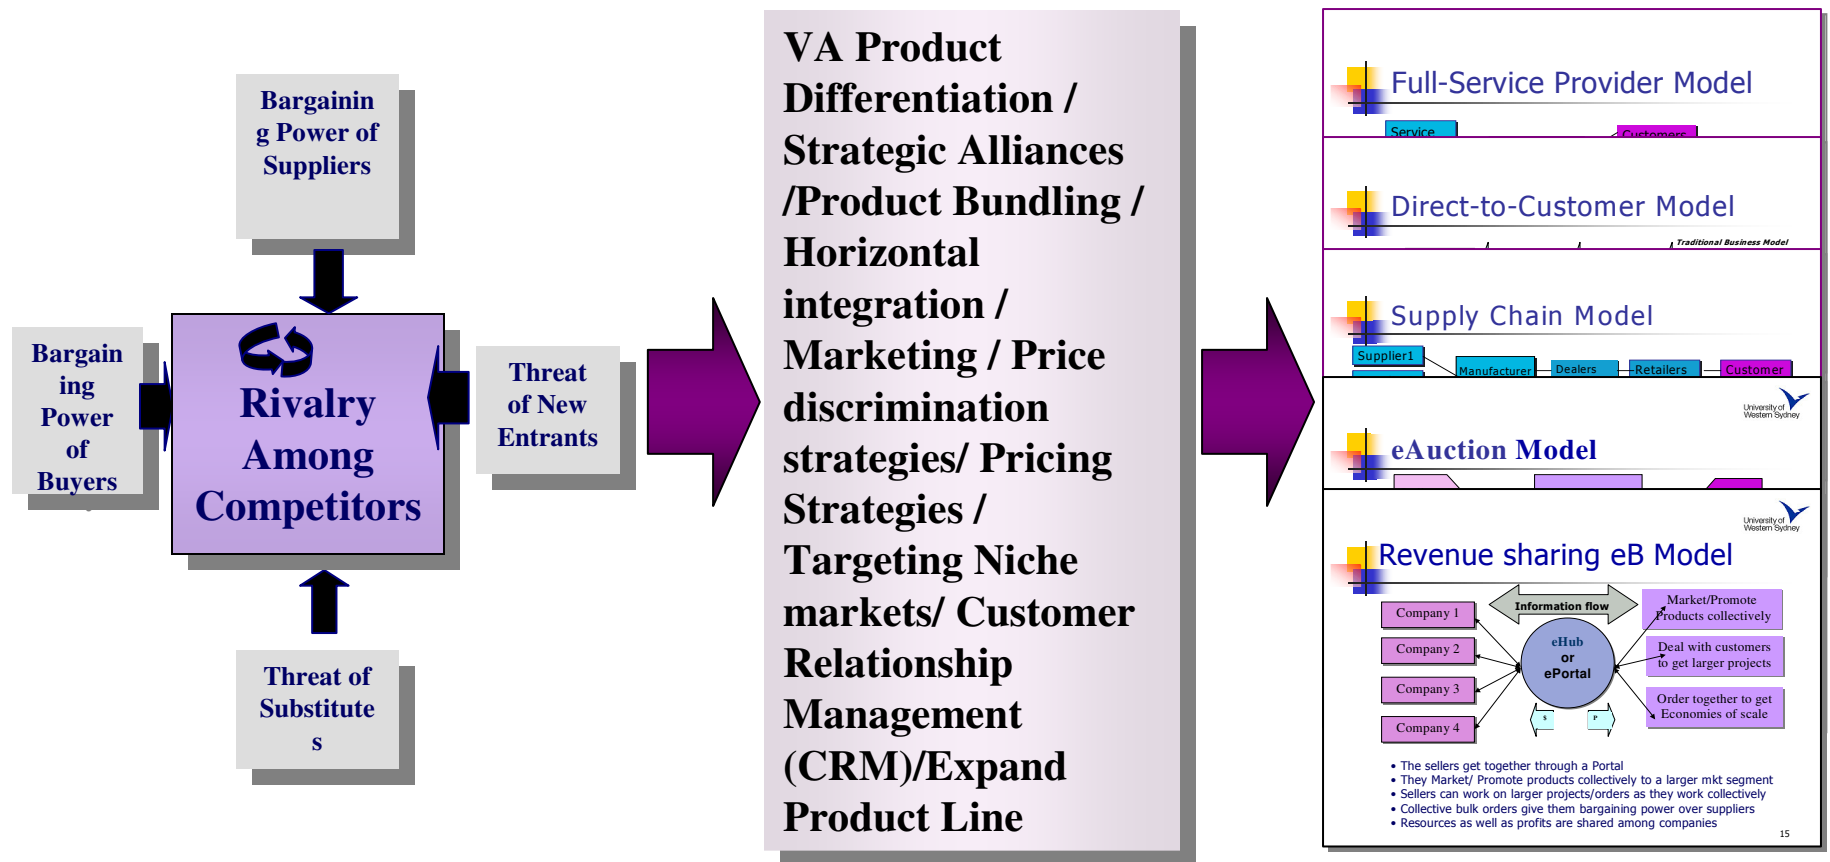 Bargainin
g Power of
Suppliers
Bargain
ing
Power
of
Buyers
Rivalry
Among
Competitors
Threat
of New
Entrants
Threat of
Substitute
s
VA Product
Differentiation /
Strategic Alliances
/Product Bundling /
Horizontal
integration /
Marketing / Price
discrimination
strategies/ Pricing
Strategies /
Targeting Niche
markets/ Customer
Relationship
Management
(CRM)/Expand
Product Line
Full-Service Provider Model
Service
Customers
Direct-to-Customer Model
Traditional Business Model
Supply Chain Model
Supplier1
Manufacturer
Dealers
Retailers
Customer
University of
Western Sydney
eAuction Model
University of
Western Sydney
Revenue sharing eB Model
Information flow
Company 1
Company 2
Company 3
Company 4
eHub
or
ePortal
$
P
Market/Promote
Products collectively
Deal with customers
to get larger projects
Order together to get
Economies of scale
• The sellers get together through a Portal
• They Market/ Promote products collectively to a larger mkt segment
• Sellers can work on larger projects/orders as they work collectively
• Collective bulk orders give them bargaining power over suppliers
• Resources as well as profits are shared among companies
15